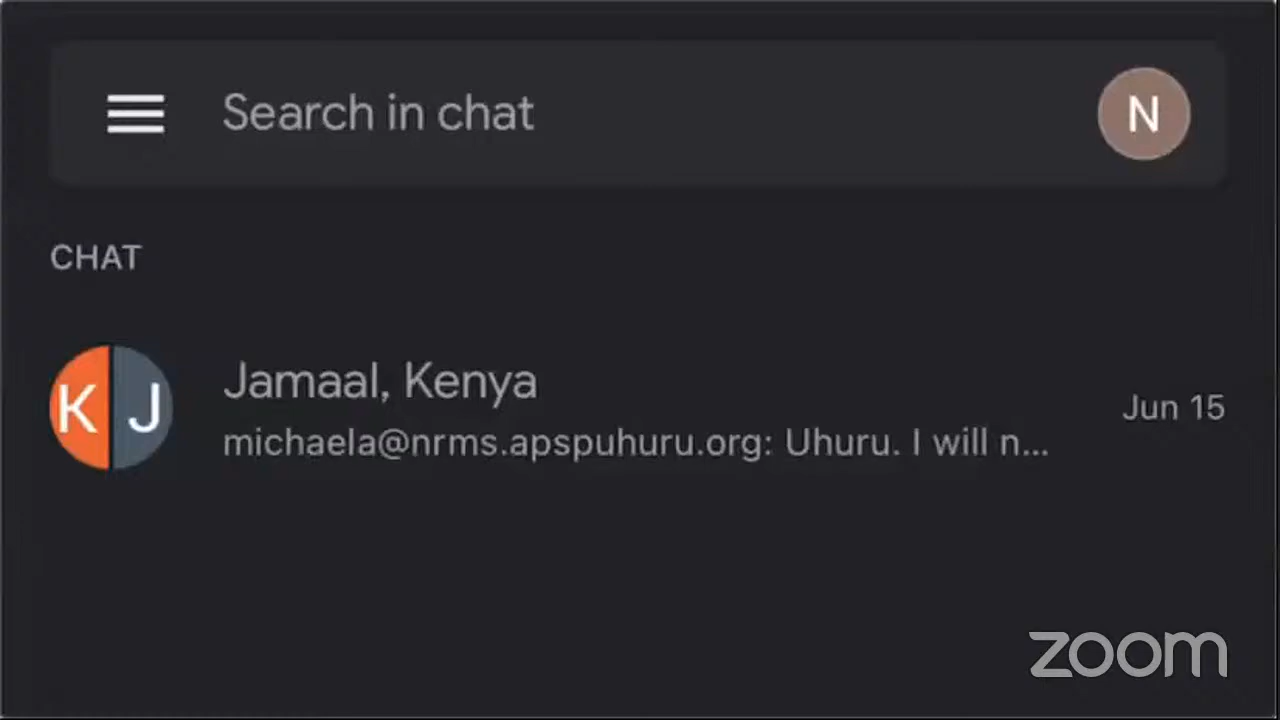 Search in chat
N
CHAT
K J
Jamaal, Kenya
michaela@nrms.apspuhuru.org: Uhuru. I will n...
Jun 15
zoom